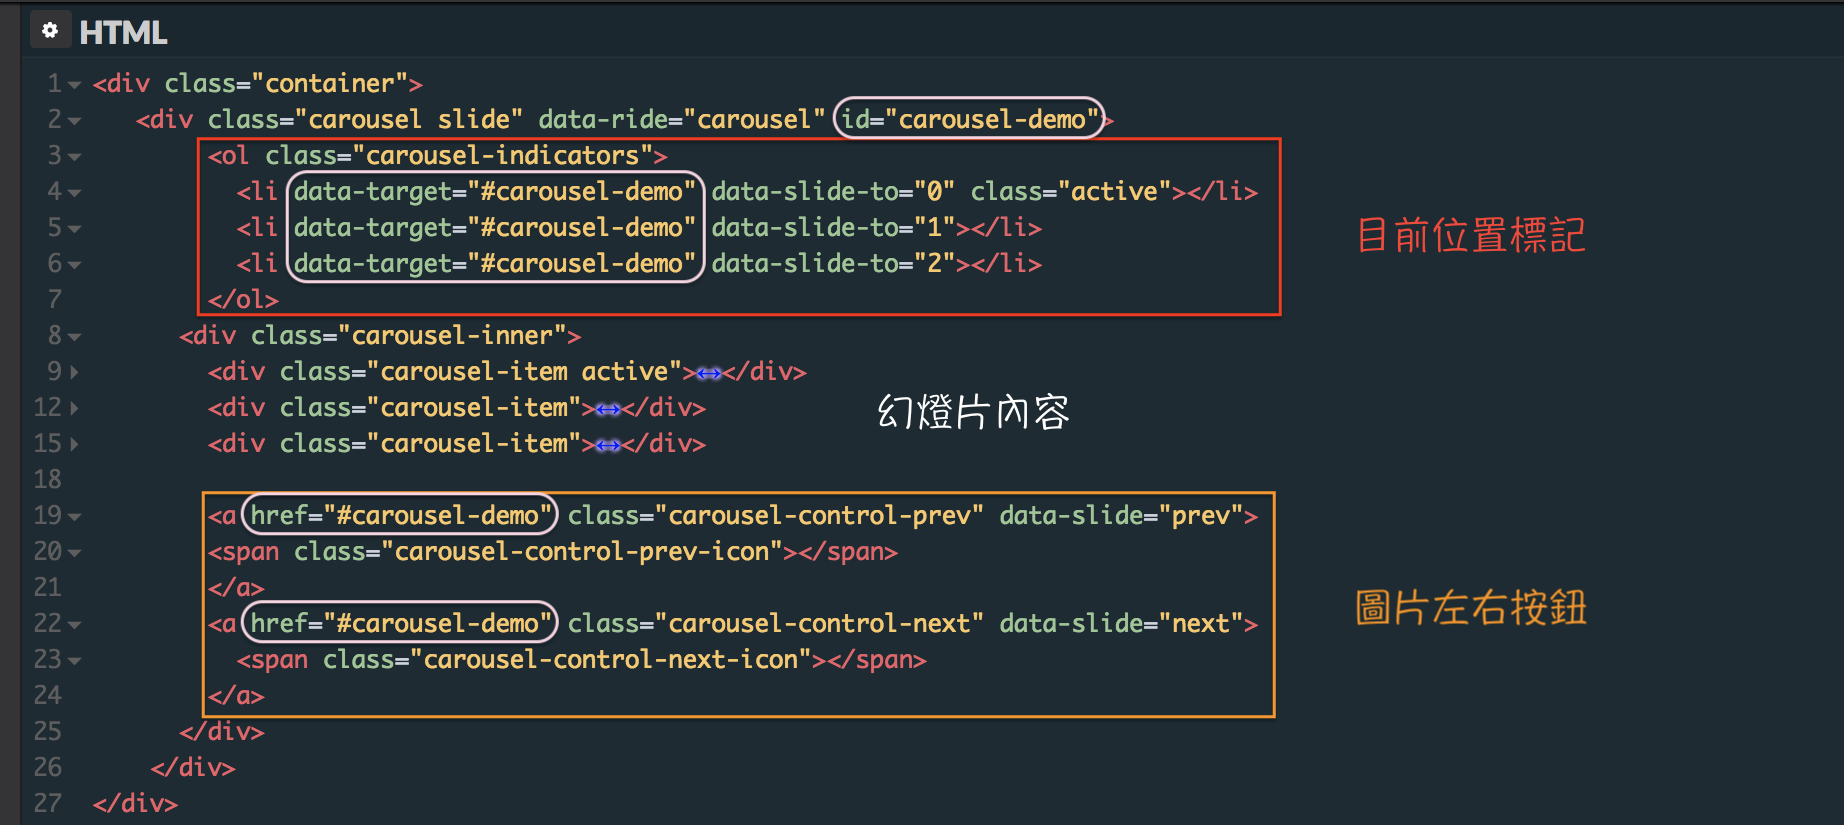 HTML
1 <div class="container">
2 <div class="carousel slide" data-ride="carousel" id="carousel-demo">
3 <ol class="carousel-indicators">
4 <li data-target="#carousel-demo" data-slide-to="0" class="active"></li>
5 <li data-target="#carousel-demo" data-slide-to="1"></li>
6 <li data-target="#carousel-demo" data-slide-to="2"></li>
7 </ol>
目前位置標記
8 <div class="carousel-inner">
9 <div class="carousel-item active">↔</div>
12 <div class="carousel-item">↔</div>
15 <div class="carousel-item">↔</div>
幻燈片內容
18
19 <a href="#carousel-demo" class="carousel-control-prev" data-slide="prev">
20 <span class="carousel-control-prev-icon"></span>
21 </a>
22 <a href="#carousel-demo" class="carousel-control-next" data-slide="next">
23 <span class="carousel-control-next-icon"></span>
24 </a>
圖片左右按鈕
25 </div>
26 </div>
27 </div>